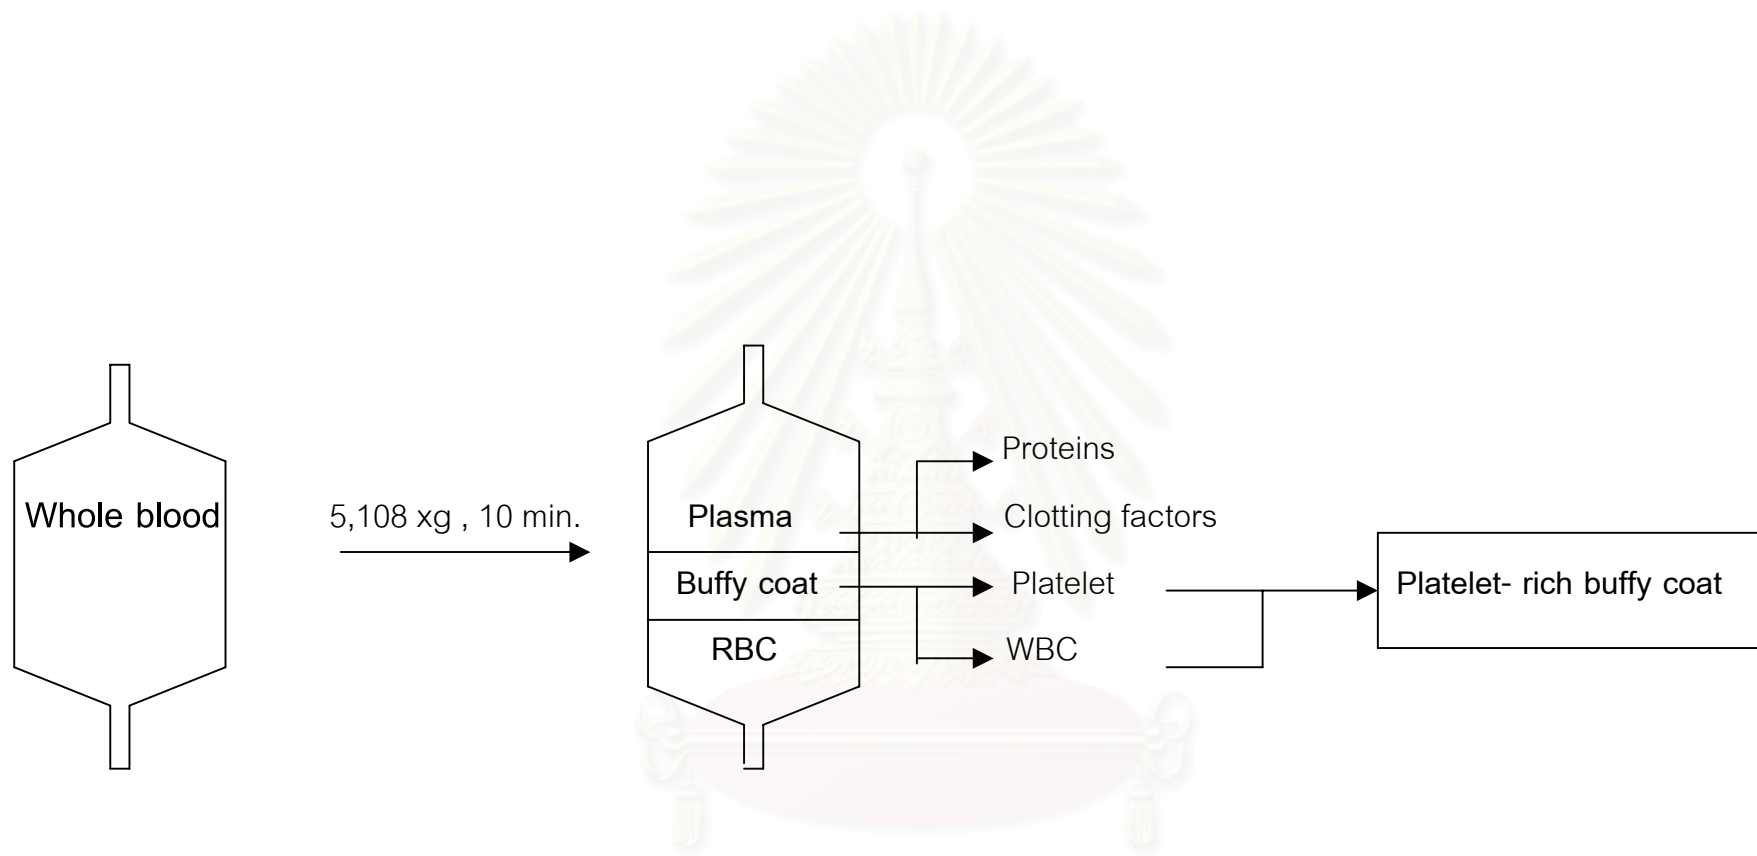 Whole blood
5,108 xg , 10 min.
Plasma
Buffy coat
RBC
Proteins
Clotting factors
Platelet
WBC
Platelet- rich buffy coat